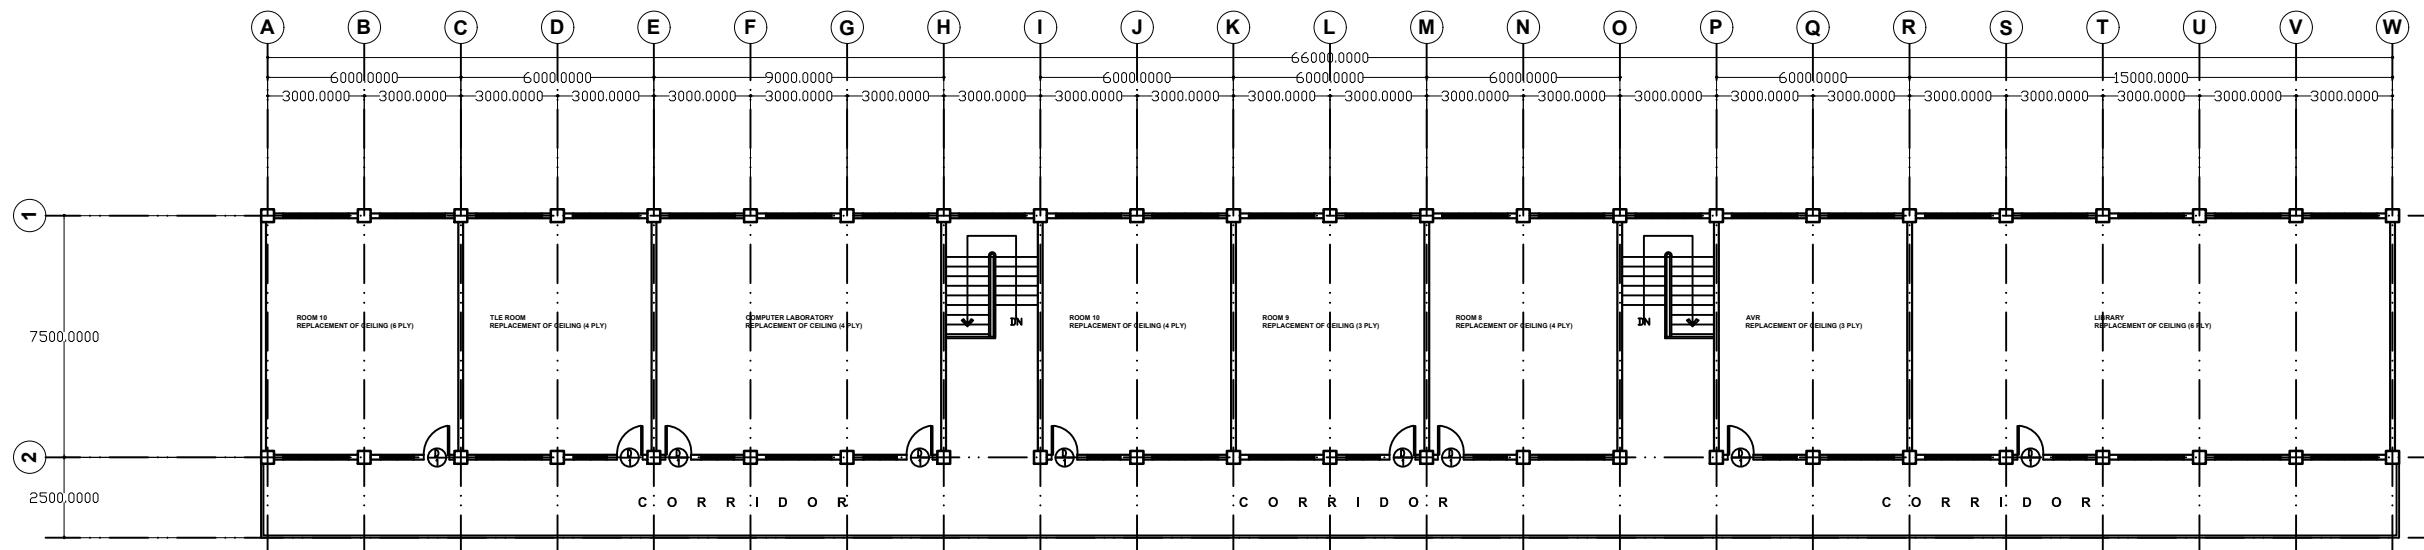 A B C D E F G H I J K L M N O P Q R S T U V W
66000.0000
6000.0000 6000.0000 9000.0000 6000.0000 6000.0000 6000.0000 6000.0000 15000.0000
3000.0000 3000.0000 3000.0000 3000.0000 3000.0000 3000.0000 3000.0000 3000.0000 3000.0000 3000.0000 3000.0000 3000.0000 3000.0000 3000.0000 3000.0000 3000.0000 3000.0000 3000.0000 3000.0000 3000.0000 3000.0000 3000.0000
1
ROOM 10
REPLACEMENT OF CEILING (6 PLY)
TLE ROOM
REPLACEMENT OF CEILING (4 PLY)
COMPUTER LABORATORY
REPLACEMENT OF CEILING (4 PLY)
DN
ROOM 10
REPLACEMENT OF CEILING (4 PLY)
ROOM 9
REPLACEMENT OF CEILING (3 PLY)
ROOM 8
REPLACEMENT OF CEILING (4 PLY)
DN
AVR
REPLACEMENT OF CEILING (3 PLY)
LIBRARY
REPLACEMENT OF CEILING (6 PLY)
7500.0000
2
2500.0000
CORRIDOR CORRIDOR CORRIDOR